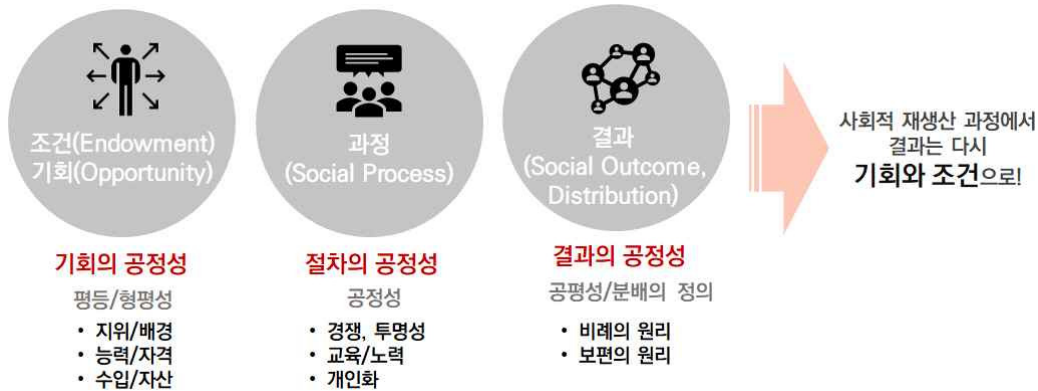 조건(Endowment)
기회(Opportunity)
기회의 공정성
평등/형평성
• 지위/배경
• 능력/자격
• 수입/자산
과정
(Social Process)
절차의 공정성
공정성
• 경쟁, 투명성
• 교육/노력
• 개인화
결과
(Social Outcome,
Distribution)
결과의 공정성
공평성/분배의 정의
• 비례의 원리
• 보편의 원리
사회적 재생산 과정에서
결과는 다시
기회와 조건으로!